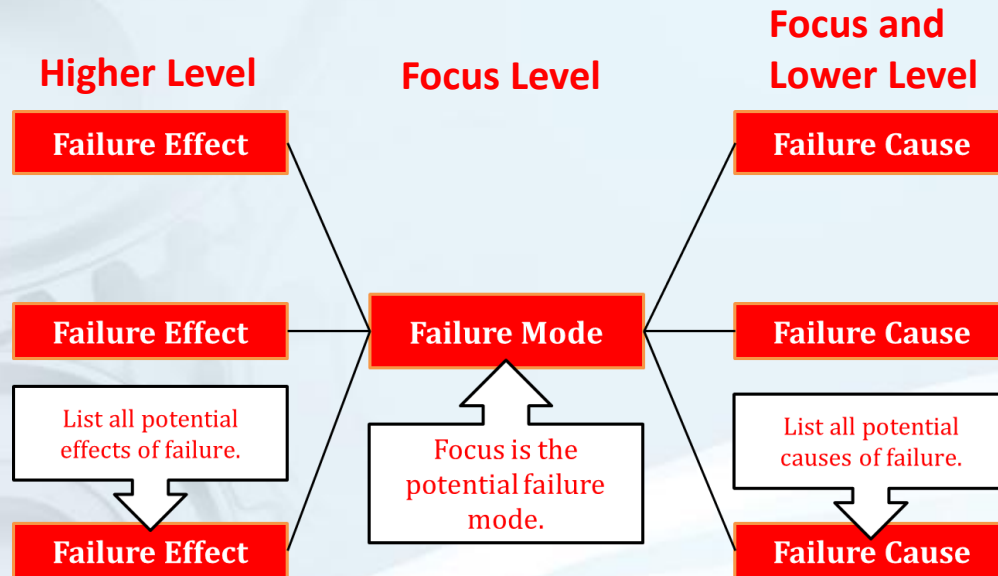 Higher Level
Focus Level
Focus and
Lower Level
Failure Effect
Failure Cause
Failure Effect
Failure Mode
Failure Cause
List all potential
effects of failure.
Focus is the
potential failure
mode.
List all potential
causes of failure.
Failure Effect
Failure Cause